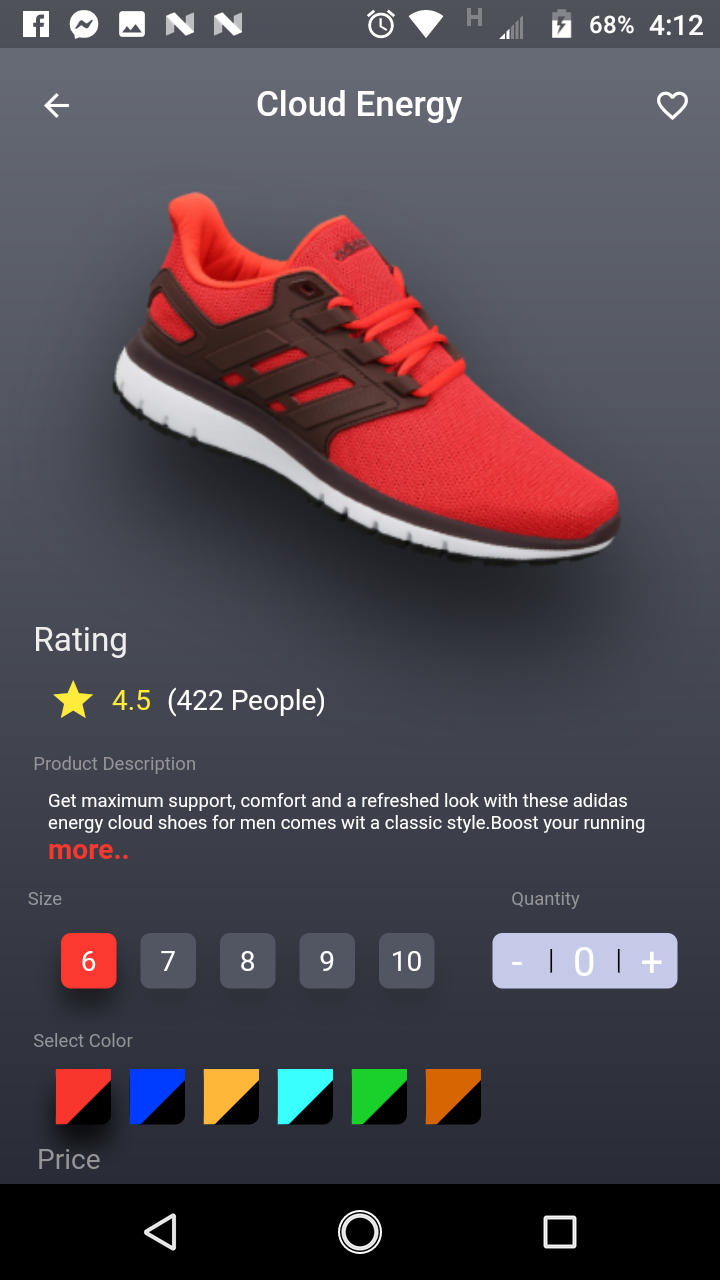 H 68% 4:12
Cloud Energy
adidas
Rating
4.5 (422 People)
Product Description
Get maximum support, comfort and a refreshed look with these adidas
energy cloud shoes for men comes wit a classic style.Boost your running
more..
Size Quantity
6 7 8 9 10 - | 0 | +
Select Color
Price